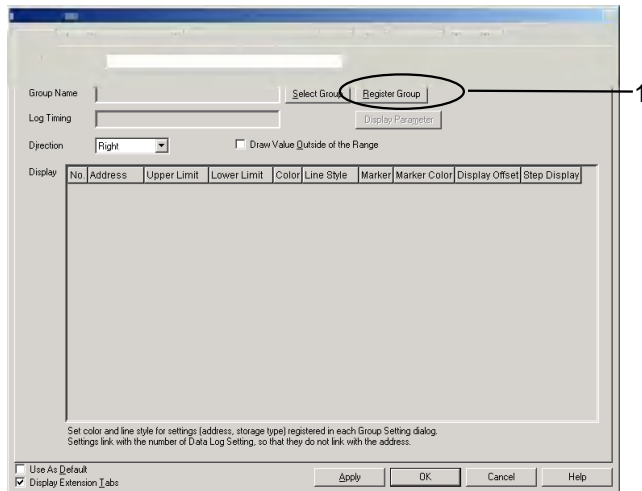 Group Name Select Group Register Group 1
Log Timing Display Parameter
Direction Right Draw Value Outside of the Range
Display No. Address Upper Limit Lower Limit Color Line Style Marker Marker Color Display Offset Step Display
Set color and line style for settings (address, storage type) registered in each Group Setting dialog.
Settings link with the number of Data Log Setting, so that they do not link with the address.
Use As Default
Display Extension Tabs Apply OK Cancel Help